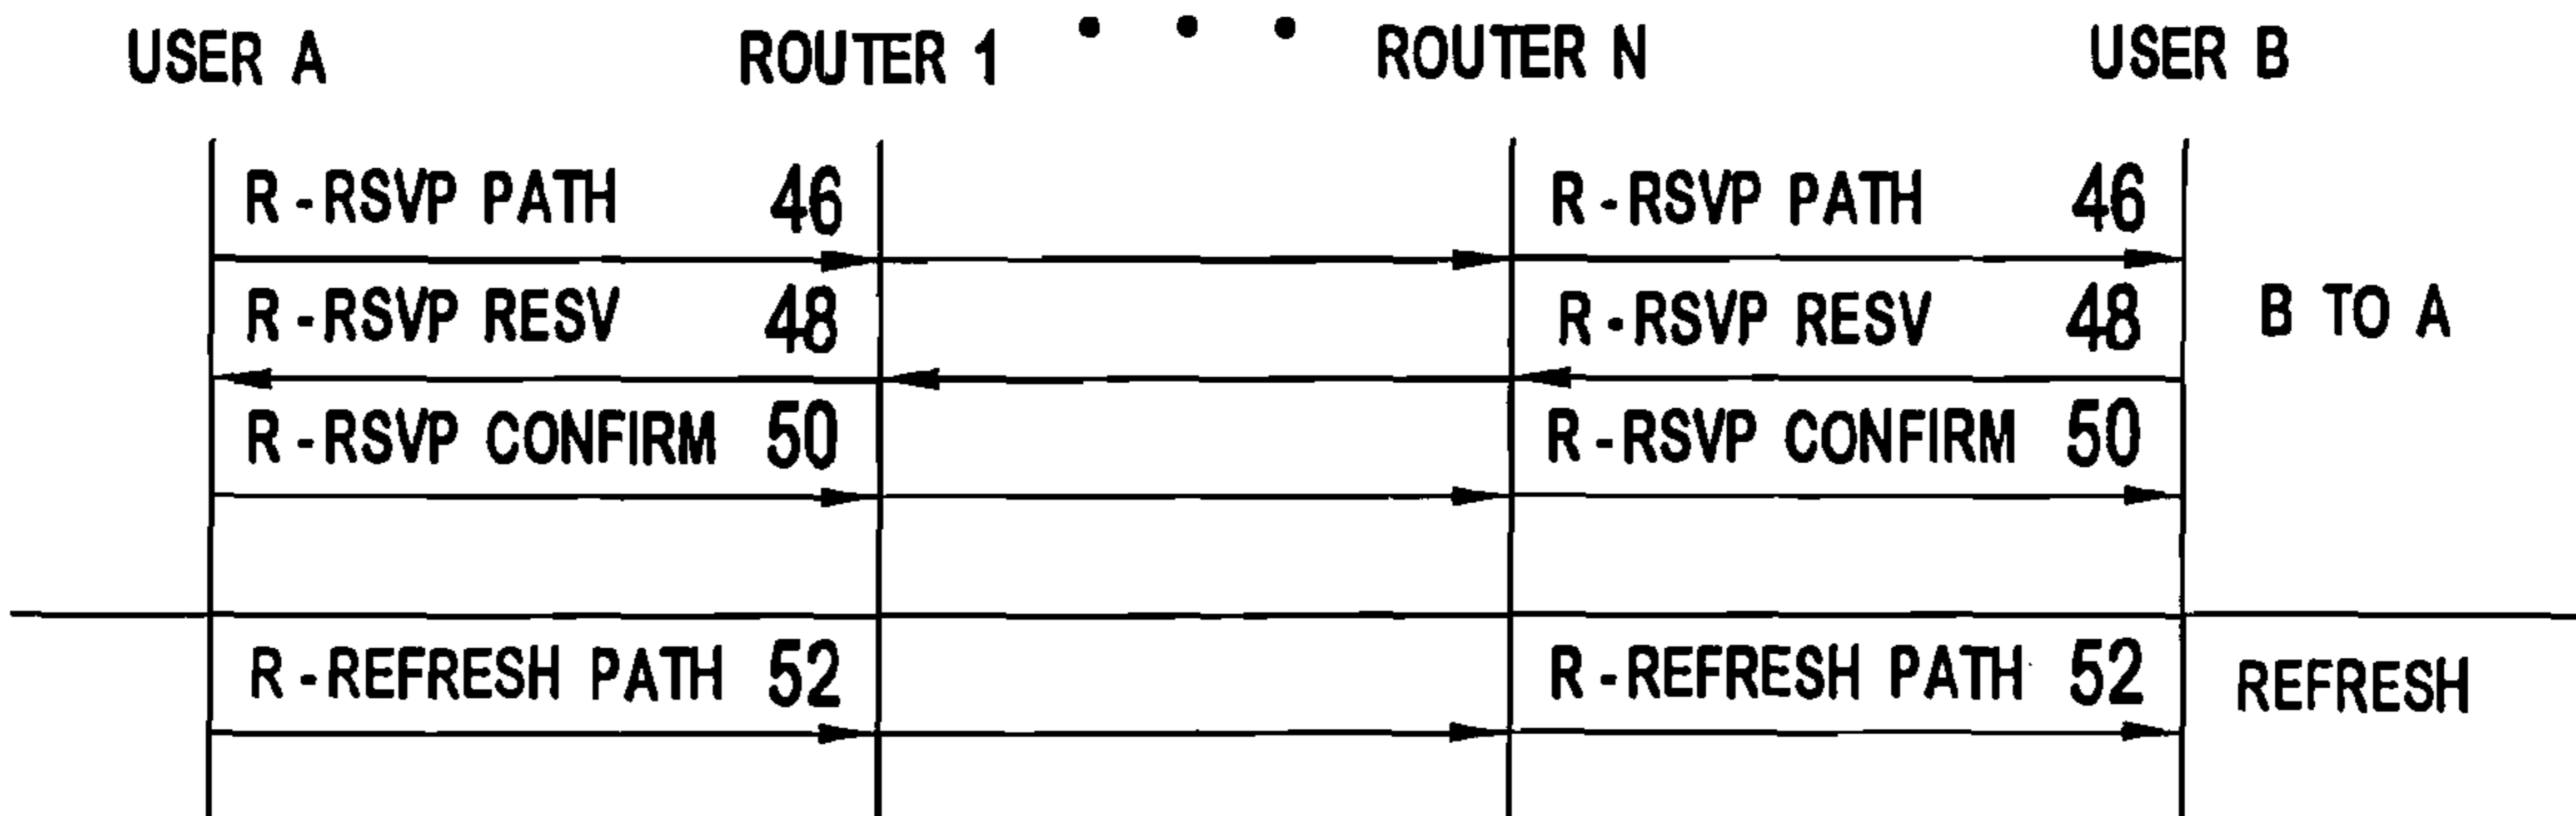 USER A ROUTER 1 • • • ROUTER N USER B
R-RSVP PATH 46 R-RSVP PATH 46
R-RSVP RESV 48 R-RSVP RESV 48 B TO A
R-RSVP CONFIRM 50 R-RSVP CONFIRM 50
R-REFRESH PATH 52 R-REFRESH PATH 52 REFRESH